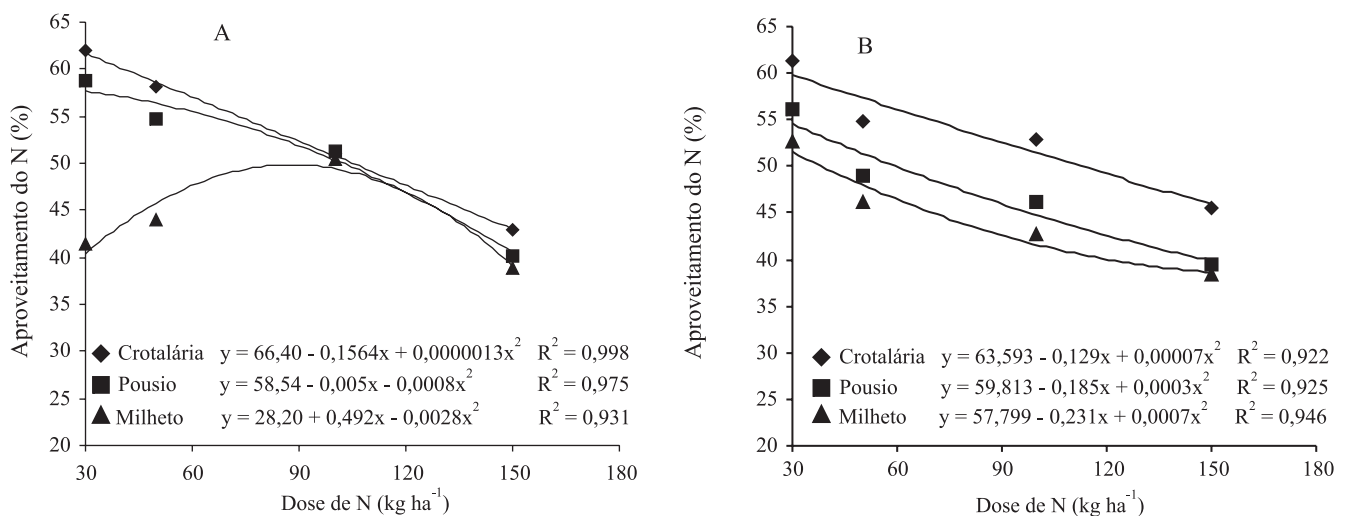 A
Aproveitamento do N (%)
65
60
55
50
45
40
35
30
25
20
Crotalária y = 66,40 - 0,1564x + 0,0000013x² R² = 0,998
Pousio y = 58,54 - 0,005x - 0,0008x² R² = 0,975
Milheto y = 28,20 + 0,492x - 0,0028x² R² = 0,931
30 60 90 120 150 180
Dose de N (kg ha⁻¹)
B
Aproveitamento do N (%)
65
60
55
50
45
40
35
30
25
20
Crotalária y = 63,593 - 0,129x + 0,00007x² R² = 0,922
Pousio y = 59,813 - 0,185x + 0,0003x² R² = 0,925
Milheto y = 57,799 - 0,231x + 0,0007x² R² = 0,946
30 60 90 120 150 180
Dose de N (kg ha⁻¹)